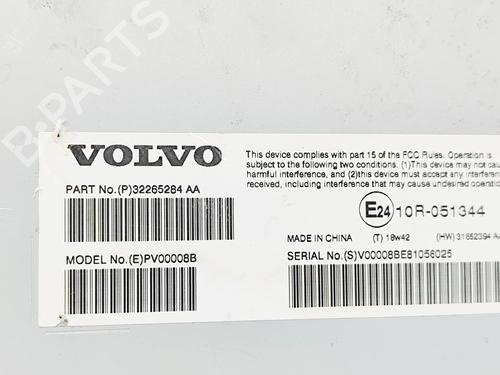 B-PARTS
VOLVO
This device complies with part 15 of the FCC Rules. Operation is
subject to the following two conditions. (1)This device may not cause
harmful interference, and (2)this device must accept any interference
received, including interference that may cause undesired operation
PART No.(P)32265284 AA
E24 10R-051344
MADE IN CHINA (T) 18w42 (HW) 31652394 AA
MODEL No.(E)PV00008B
SERIAL No.(S)V00008BE81056025